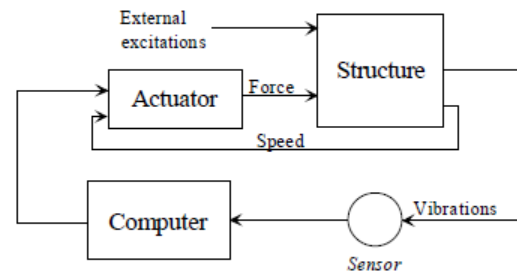 External
excitations
Structure
Actuator
Force
Speed
Computer
Vibrations
Sensor